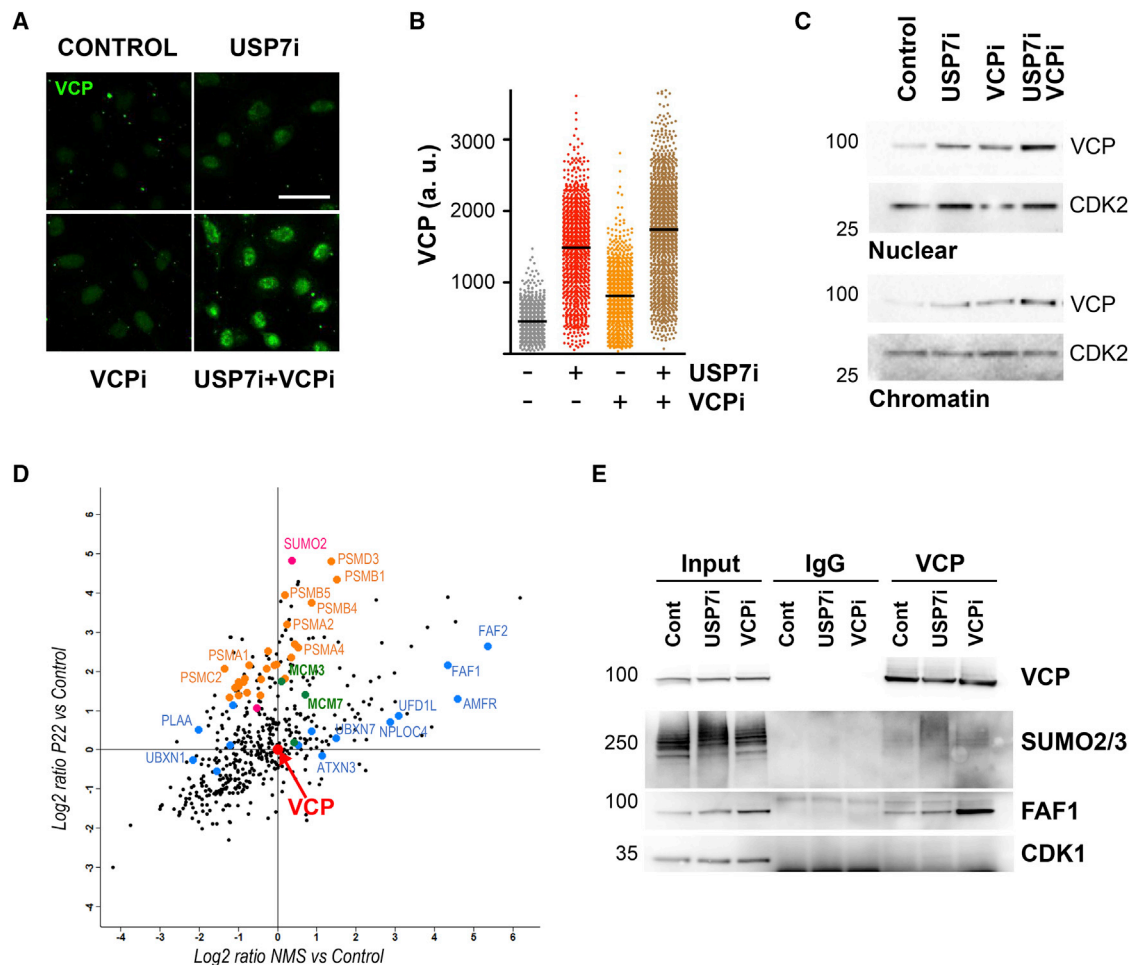 A
CONTROL USP7i
VCP
VCPi USP7i+VCPi
B
VCP (a. u.)
3000
2000
1000
- + - + USP7i
- - + + VCPi
C
Control
USP7i
VCPi
USP7i
VCPi
100
VCP
CDK2
25
Nuclear
100
VCP
CDK2
25
Chromatin
D
Log2 ratio P22 vs Control
6
5
4
3
2
1
0
-1
-2
-3
-4
SUMO2
PSMD3
PSMB1
PSMB5
PSMB4
PSMA2
FAF2
PSMA1
PSMA4
PSMC2
MCM3
FAF1
MCM7
AMFR
PLAA
UFD1L
UBXN7
NPLOC4
UBXN1
ATXN3
VCP
-4 -3 -2 -1 0 1 2 3 4 5 6
Log2 ratio NMS vs Control
E
Input IgG VCP
Cont
USP7i
VCPi
Cont
USP7i
VCPi
Cont
USP7i
VCPi
100
VCP
250
SUMO2/3
100
FAF1
35
CDK1